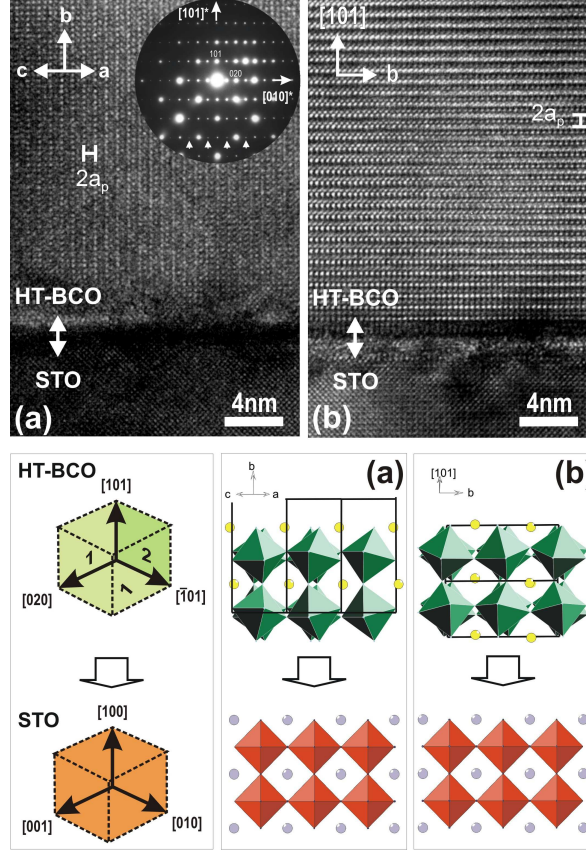 b
c a
[101]*
101
020
[010]*
H
2aₚ
HT-BCO
STO
(a)
4nm
[101]
b
2aₚ
HT-BCO
STO
(b)
4nm
HT-BCO
[101]
1 2
1
[020] [1̄01]
STO
[100]
[001] [010]
(a)
b
c a
(b)
[101]
b